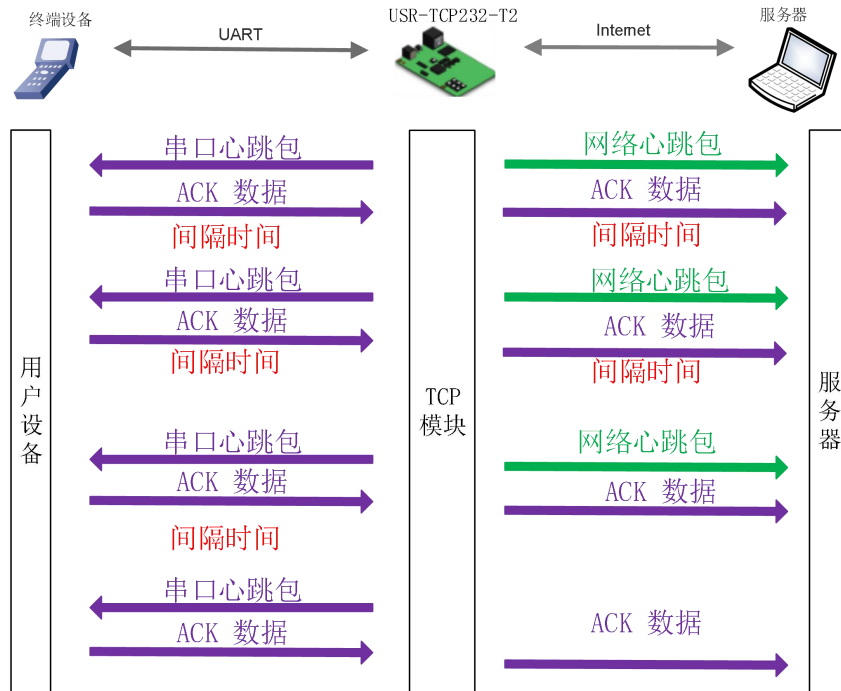 终端设备
UART
USR-TCP232-T2
Internet
服务器
串口心跳包
网络心跳包
ACK 数据
ACK 数据
间隔时间
间隔时间
串口心跳包
网络心跳包
ACK 数据
ACK 数据
间隔时间
间隔时间
用户设备
TCP
模块
服务器
串口心跳包
网络心跳包
ACK 数据
ACK 数据
间隔时间
串口心跳包
ACK 数据
ACK 数据